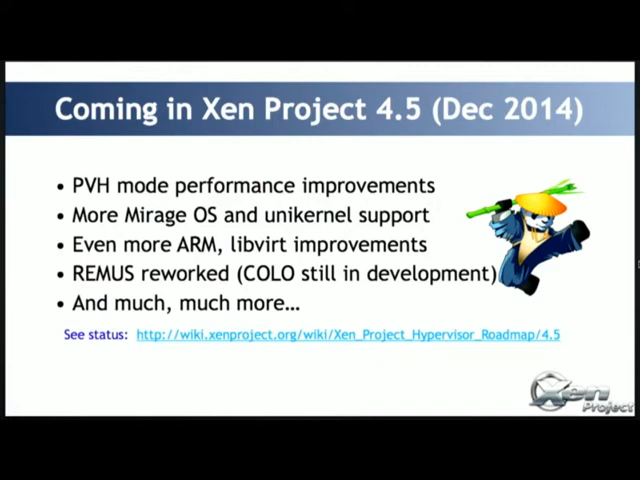 Coming in Xen Project 4.5 (Dec 2014)
• PVH mode performance improvements
• More Mirage OS and unikernel support
• Even more ARM, libvirt improvements
• REMUS reworked (COLO still in development)
• And much, much more…
See status: http://wiki.xenproject.org/wiki/Xen_Project_Hypervisor_Roadmap/4.5
Xen
Project